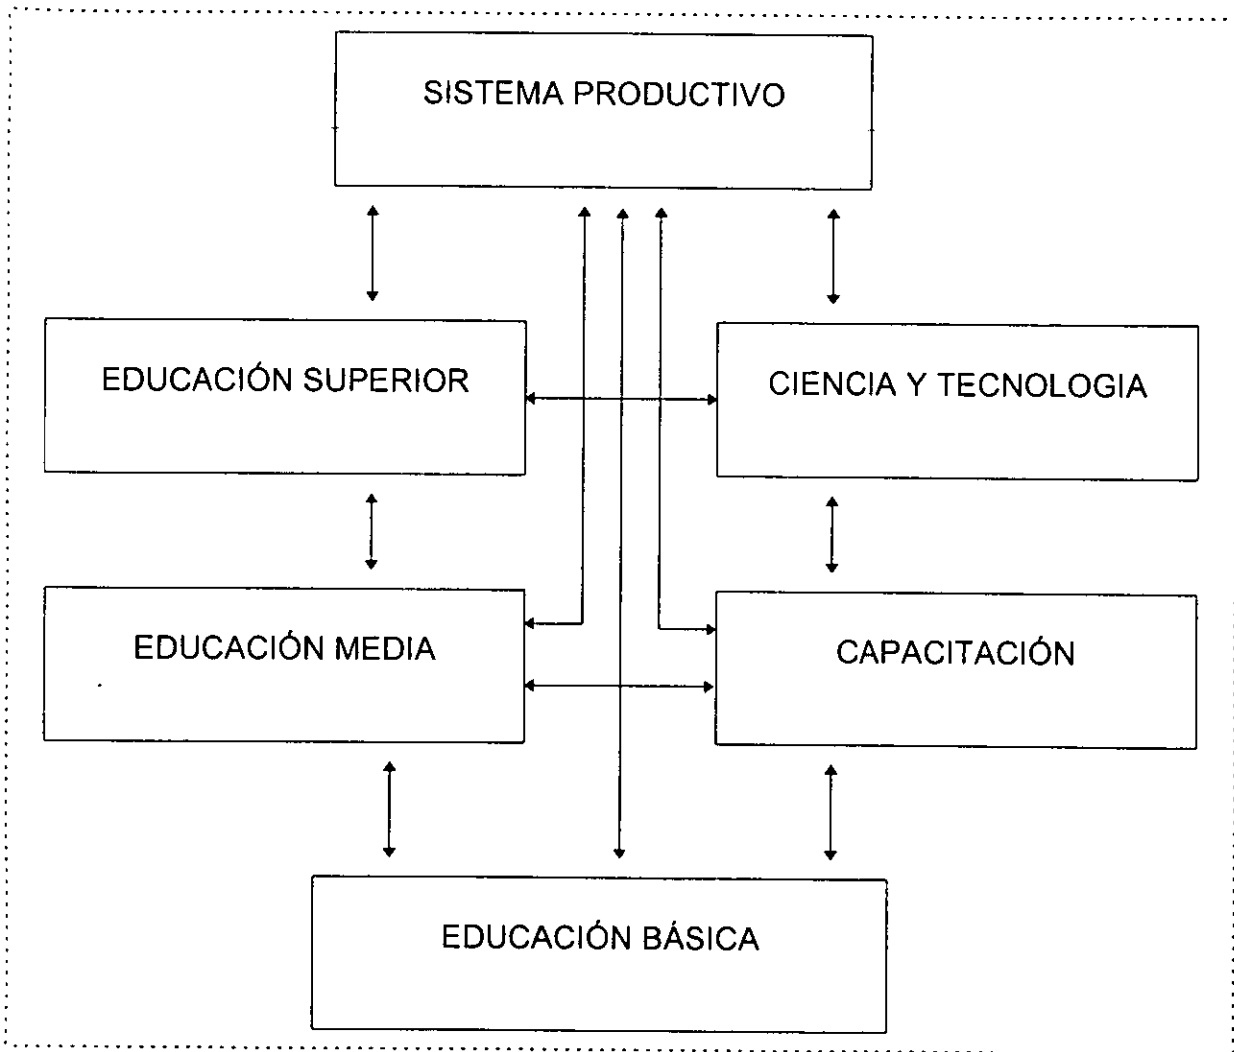 SISTEMA PRODUCTIVO
EDUCACIÓN SUPERIOR
CIENCIA Y TECNOLOGIA
EDUCACIÓN MEDIA
CAPACITACIÓN
EDUCACIÓN BÁSICA